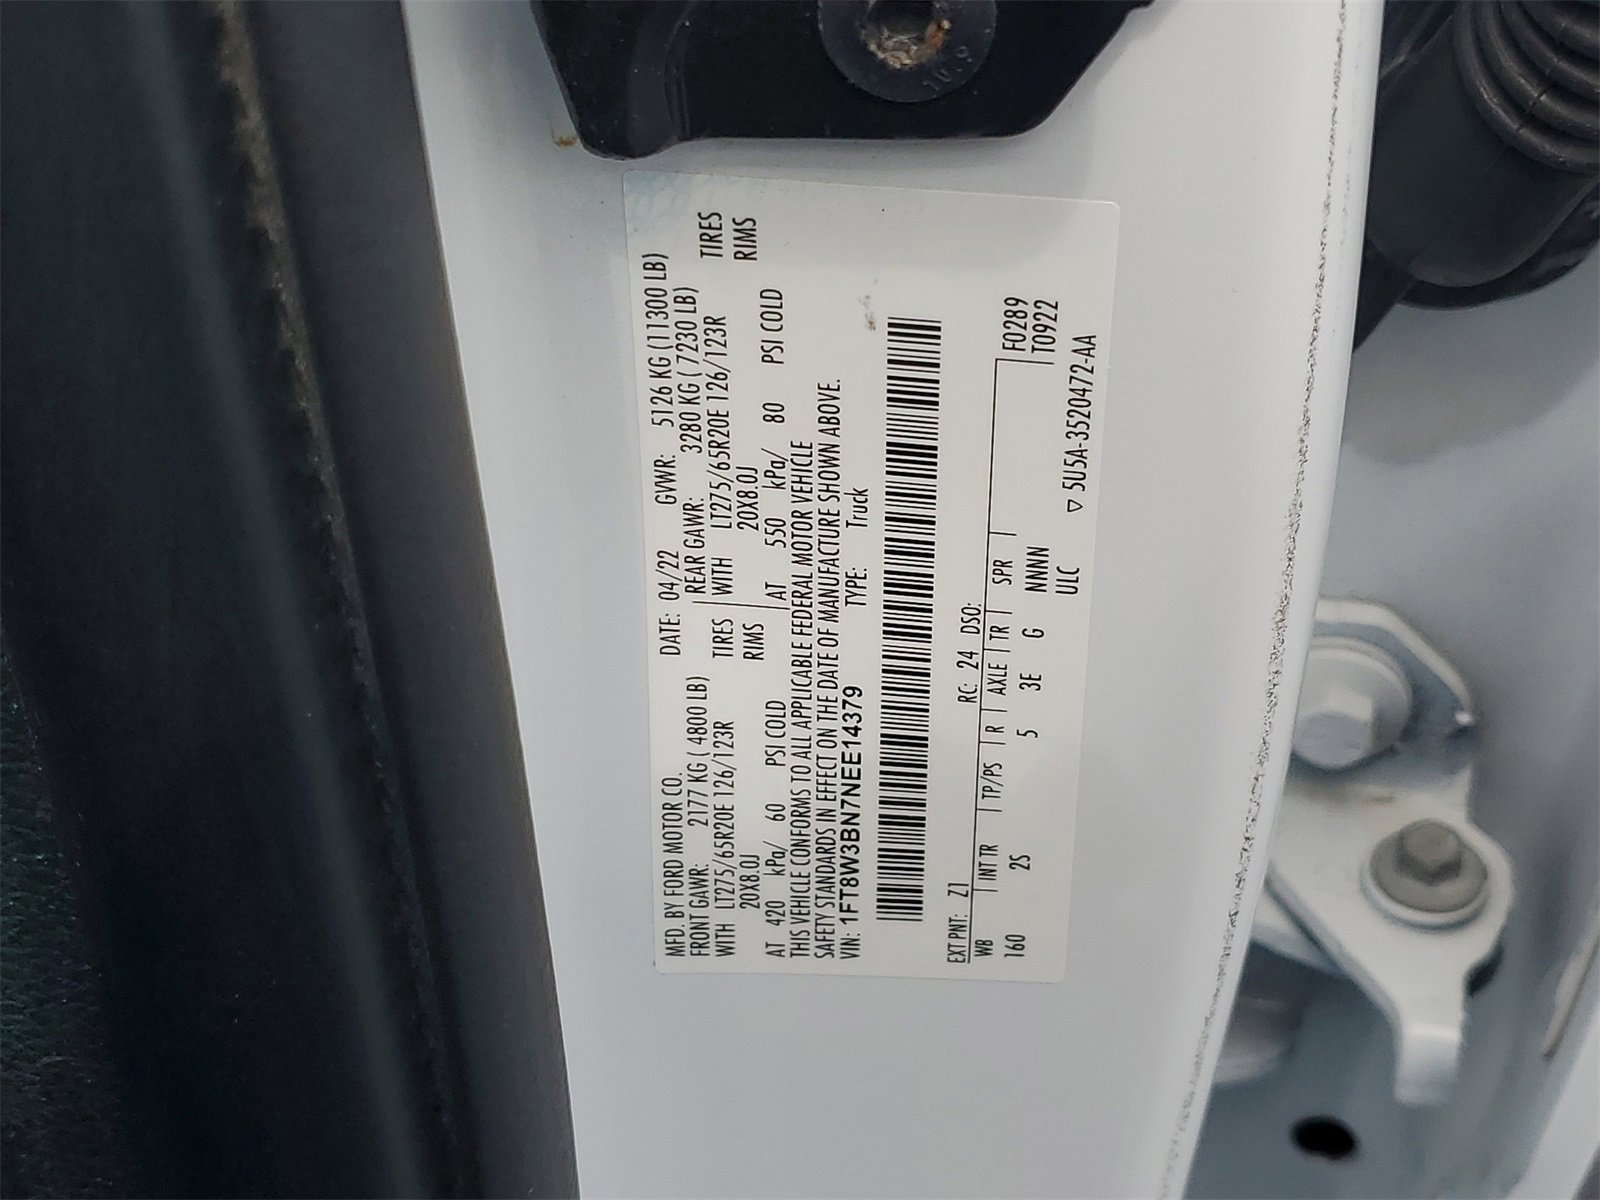 MFD. BY FORD MOTOR CO.
DATE: 04/22 GVWR: 5126 KG (11300 LB)
FRONT GAWR: 2177 KG ( 4800 LB) REAR GAWR: 3280 KG ( 7230 LB)
WITH LT275/65R20E 126/123R TIRES WITH LT275/65R20E 126/123R TIRES
20X8.0J RIMS 20X8.0J RIMS
AT 420 kPa/ 60 PSI COLD AT 550 kPa/ 80 PSI COLD
THIS VEHICLE CONFORMS TO ALL APPLICABLE FEDERAL MOTOR VEHICLE
SAFETY STANDARDS IN EFFECT ON THE DATE OF MANUFACTURE SHOWN ABOVE.
VIN: 1FT8W3BN7NEE14379 TYPE: Truck
EXT PNT: Z1 RC: 24 DSO:
WB INT TR TP/PS R AXLE TR SPR F0289
160 2S 5 3E G NNNN T0922
ULC
▽ 5U5A-3520472-AA